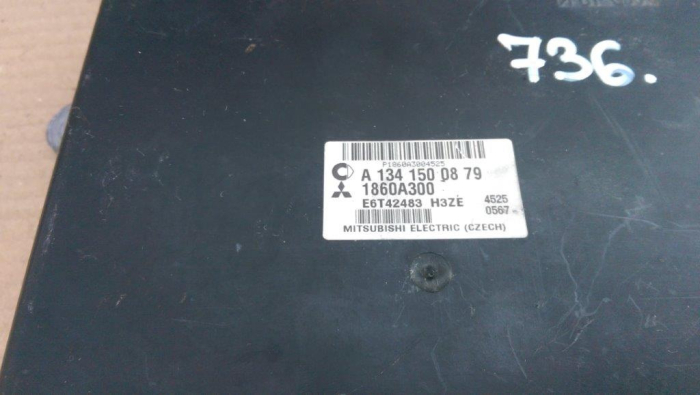 736.
P1860A3004525
A 134 150 08 79
1860A300
E6T42483 H3ZE 4525
0567
MITSUBISHI ELECTRIC (CZECH)